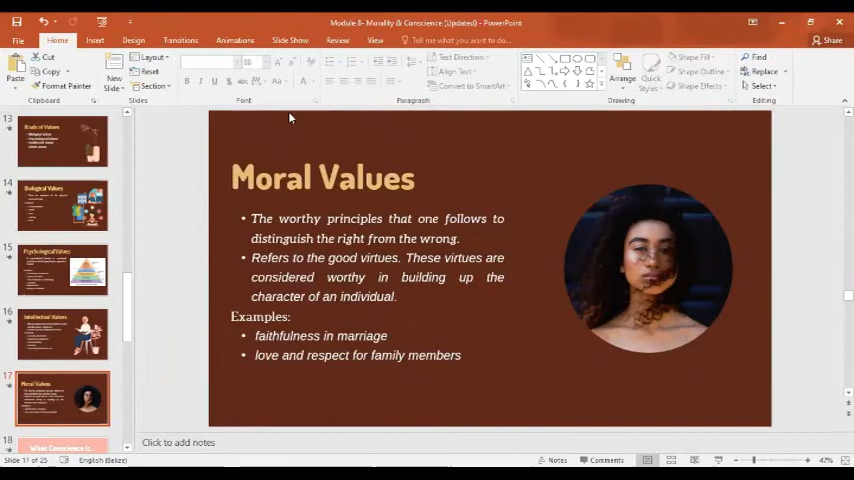 Module 8- Morality & Conscience (Updated) - PowerPoint
File Home Insert Design Transitions Animations Slide Show Review View Tell me what you want to do... Share
Cut
Copy
Format Painter
Paste
Clipboard
New Slide
Layout
Reset
Section
Slides
66
B I U S abc AV Aa A
Font
Text Direction
Align Text
Convert to SmartArt
Paragraph
Arrange
Quick Styles
Shape Fill
Shape Outline
Shape Effects
Drawing
Find
Replace
Select
Editing
13
Kinds of Values
14
Biological Values
15
Psychological Values
16
Intellectual Values
17
Moral Values
18
What Conscience is...
Moral Values
• The worthy principles that one follows to
distinguish the right from the wrong.
• Refers to the good virtues. These virtues are
considered worthy in building up the
character of an individual.
Examples:
• faithfulness in marriage
• love and respect for family members
Click to add notes
Slide 17 of 25 English (Belize) Notes Comments 47%